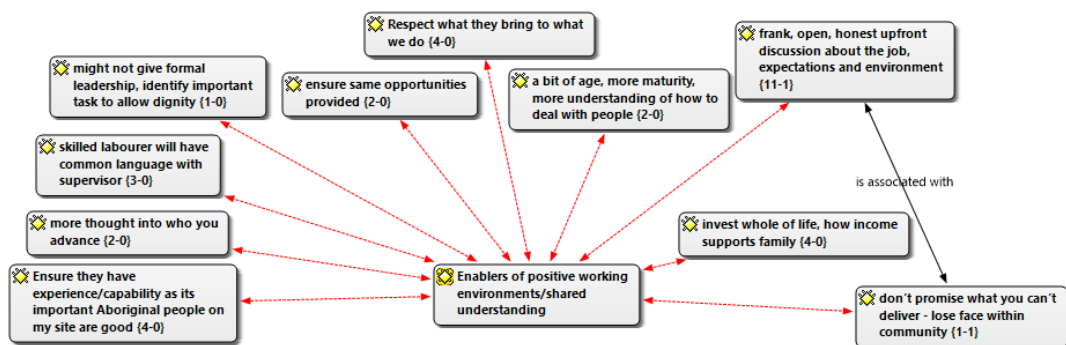 Respect what they bring to what
we do {4-0}
frank, open, honest upfront
discussion about the job,
expectations and environment
{11-1}
might not give formal
leadership, identify important
task to allow dignity {1-0}
ensure same opportunities
provided {2-0}
a bit of age, more maturity,
more understanding of how to
deal with people {2-0}
skilled labourer will have
common language with
supervisor {3-0}
is associated with
more thought into who you
advance {2-0}
invest whole of life, how income
supports family {4-0}
Ensure they have
experience/capability as its
important Aboriginal people on
my site are good {4-0}
Enablers of positive working
environments/shared
understanding
don't promise what you can't
deliver - lose face within
community {1-1}